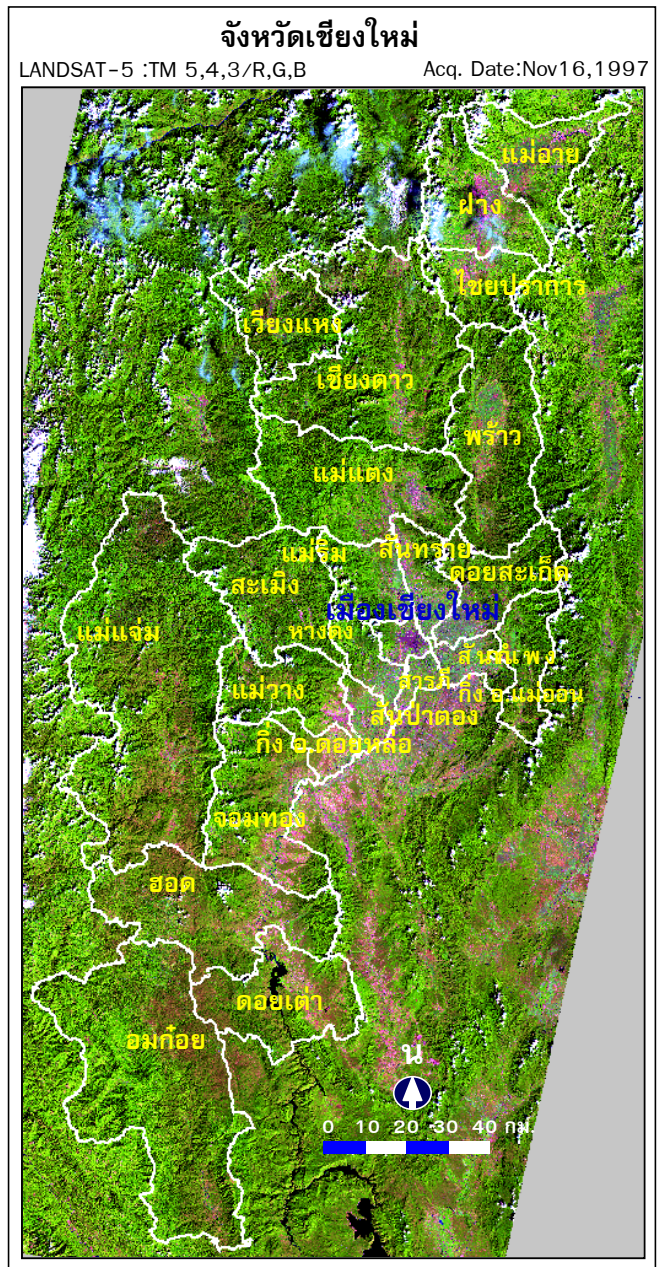 จังหวัดเชียงใหม่
LANDSAT-5 :TM 5,4,3/R,G,B
Acq. Date:Nov16,1997
แม่อาย
ฝาง
ไชยปราการ
เวียงแหง
เชียงดาว
พร้าว
แม่แตง
แม่ริม
สันทราย
ดอยสะเก็ด
สะเมิง
เมืองเชียงใหม่
แม่แจ่ม
หางดง
สันกำแพง
สารภี
แม่วาง
กิ่ง อ.แม่ออน
สันป่าตอง
กิ่ง อ.ดอยหล่อ
จอมทอง
ฮอด
ดอยเต่า
อมก๋อย
น
0 10 20 30 40 กม.